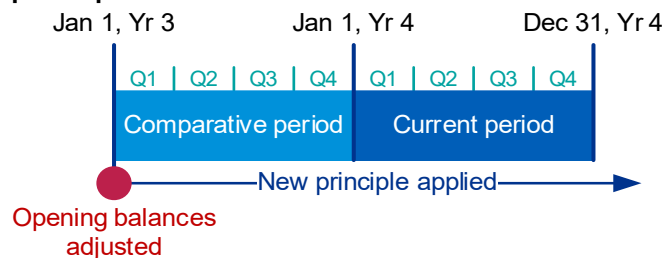 Jan 1, Yr 3 Jan 1, Yr 4 Dec 31, Yr 4
Q1 | Q2 | Q3 | Q4 Q1 | Q2 | Q3 | Q4
Comparative period Current period
New principle applied
Opening balances
adjusted